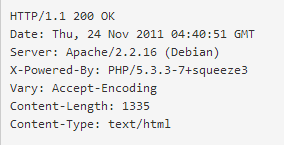 HTTP/1.1 200 OK
Date: Thu, 24 Nov 2011 04:40:51 GMT
Server: Apache/2.2.16 (Debian)
X-Powered-By: PHP/5.3.3-7+squeeze3
Vary: Accept-Encoding
Content-Length: 1335
Content-Type: text/html